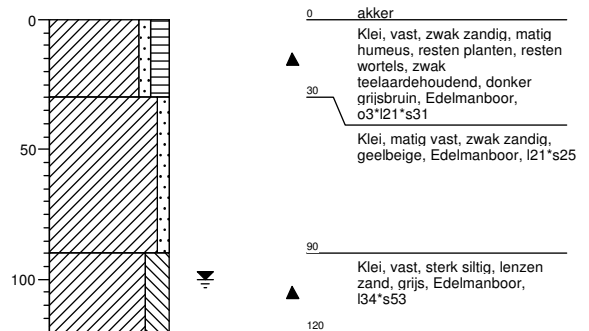 0
50
100
0 akker
Klei, vast, zwak zandig, matig
humeus, resten planten, resten
wortels, zwak
teelaardehoudend, donker
grijsbruin, Edelmanboor,
o3*l21*s31
30
Klei, matig vast, zwak zandig,
geelbeige, Edelmanboor, l21*s25
90
Klei, vast, sterk siltig, lenzen
zand, grijs, Edelmanboor,
l34*s53
120